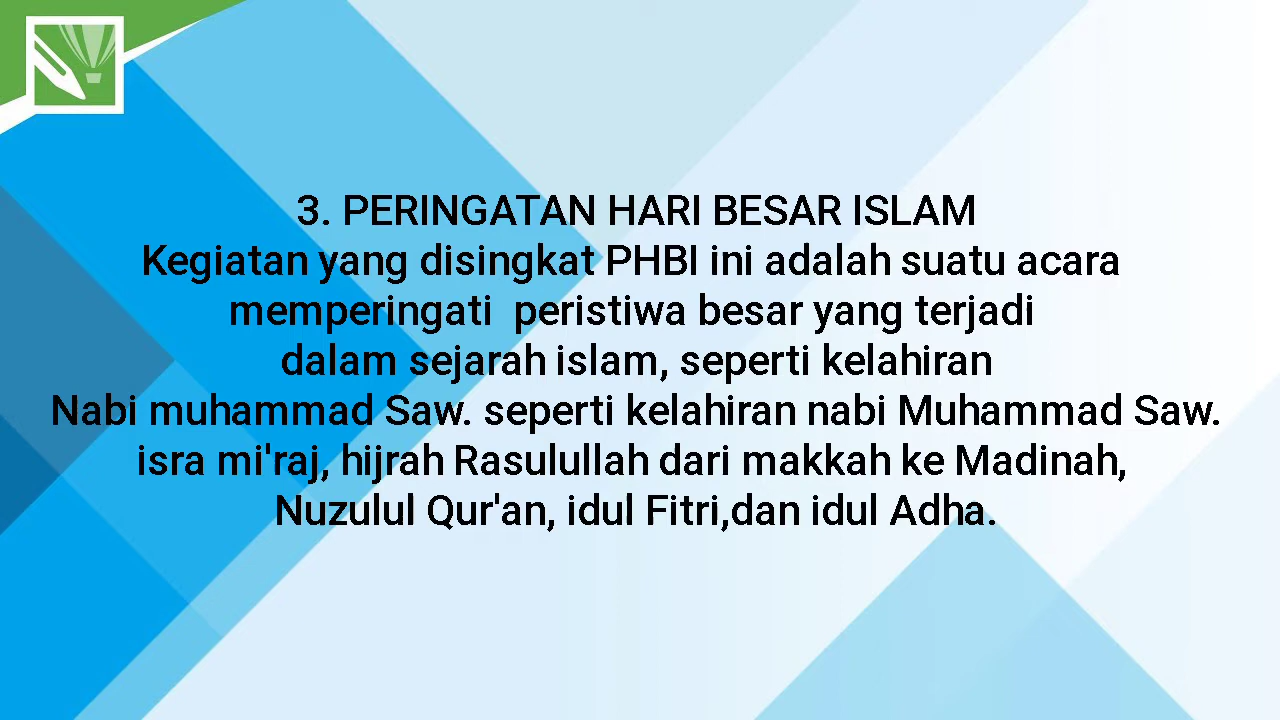 3. PERINGATAN HARI BESAR ISLAM
Kegiatan yang disingkat PHBI ini adalah suatu acara
memperingati  peristiwa besar yang terjadi
dalam sejarah islam, seperti kelahiran
Nabi muhammad Saw. seperti kelahiran nabi Muhammad Saw.
isra mi'raj, hijrah Rasulullah dari makkah ke Madinah,
Nuzulul Qur'an, idul Fitri,dan idul Adha.